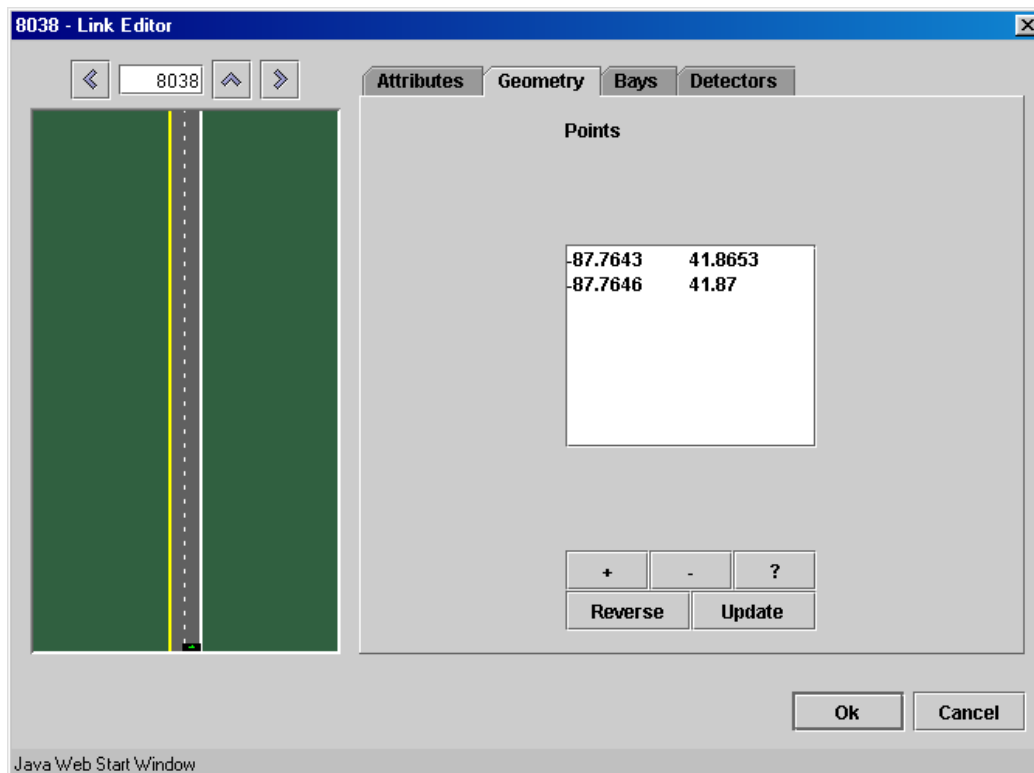 8038 - Link Editor
8038
Attributes Geometry Bays Detectors
Points
-87.7643 41.8653
-87.7646 41.87
+ - ?
Reverse Update
Ok Cancel
Java Web Start Window